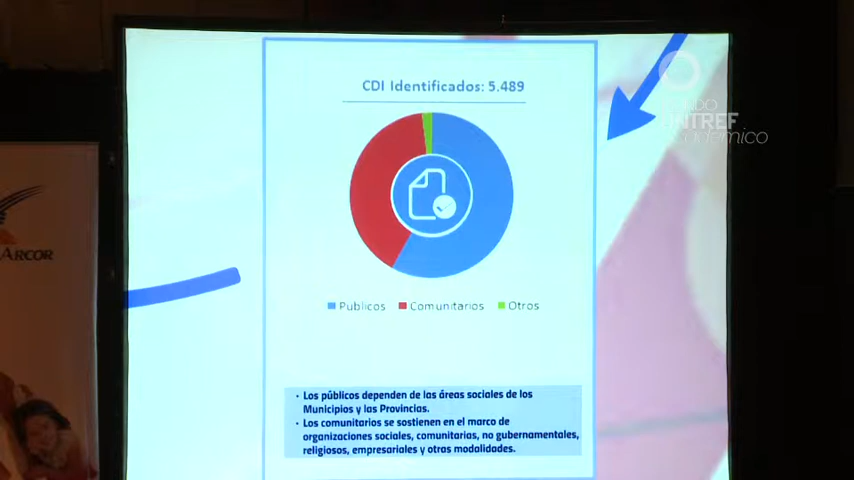 CDI Identificados: 5.489
UNTREF
Arcor
Publicos Comunitarios Otros
• Los públicos dependen de las áreas sociales de los
Municipios y las Provincias.
• Los comunitarios se sostienen en el marco de
organizaciones sociales, comunitarias, no gubernamentales,
religiosos, empresariales y otras modalidades.